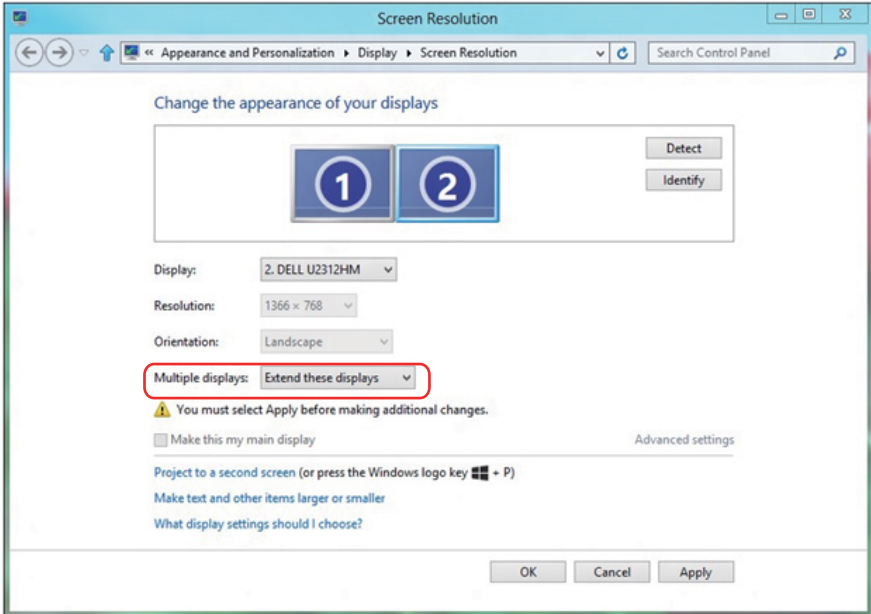 Screen Resolution
« Appearance and Personalization Display Screen Resolution Search Control Panel
Change the appearance of your displays
1 2
Detect
Identify
Display: 2. DELL U2312HM
Resolution: 1366 × 768
Orientation: Landscape
Multiple displays: Extend these displays
You must select Apply before making additional changes.
Make this my main display Advanced settings
Project to a second screen (or press the Windows logo key + P)
Make text and other items larger or smaller
What display settings should I choose?
OK Cancel Apply